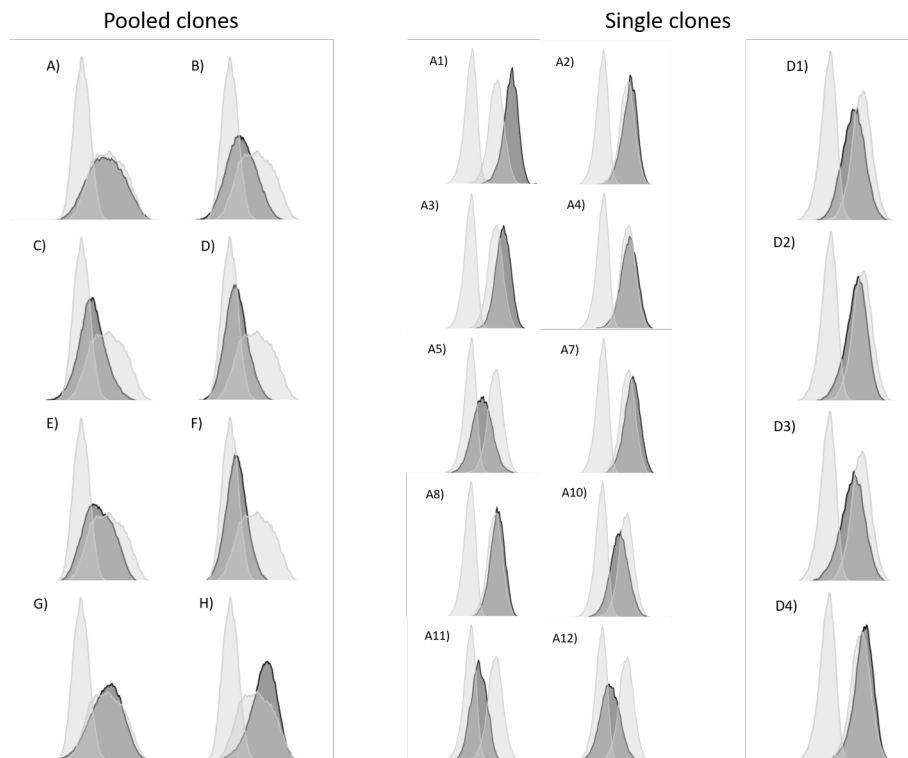 Pooled clones
Single clones
A)
B)
C)
D)
E)
F)
G)
H)
A1)
A2)
A3)
A4)
A5)
A7)
A8)
A10)
A11)
A12)
D1)
D2)
D3)
D4)